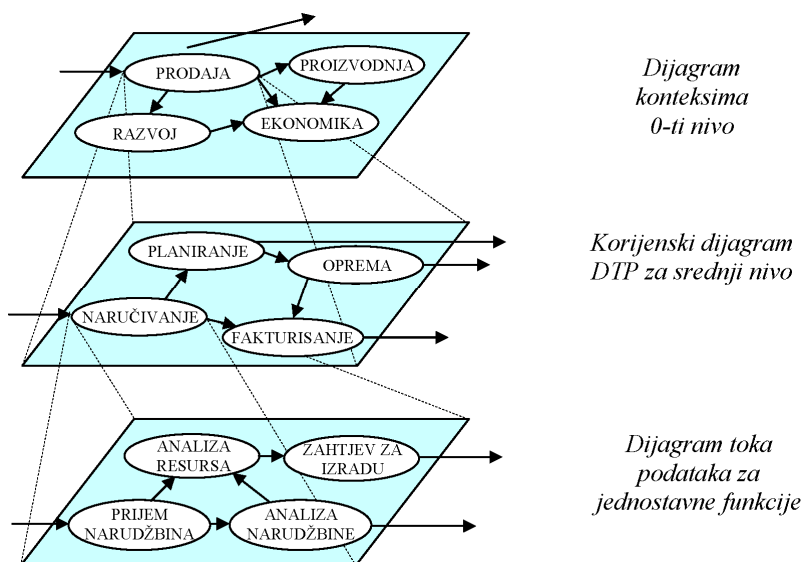 PRODAJA
PROIZVODNJA
RAZVOJ
EKONOMIKA
Dijagram
konteksima
0-ti nivo
PLANIRANJE
OPREMA
NARUČIVANJE
FAKTURISANJE
Korijenski dijagram
DTP za srednji nivo
ANALIZA
RESURSA
ZAHTJEV ZA
IZRADU
PRIJEM
NARUDŽBINA
ANALIZA
NARUDŽBINE
Dijagram toka
podataka za
jednostavne funkcije